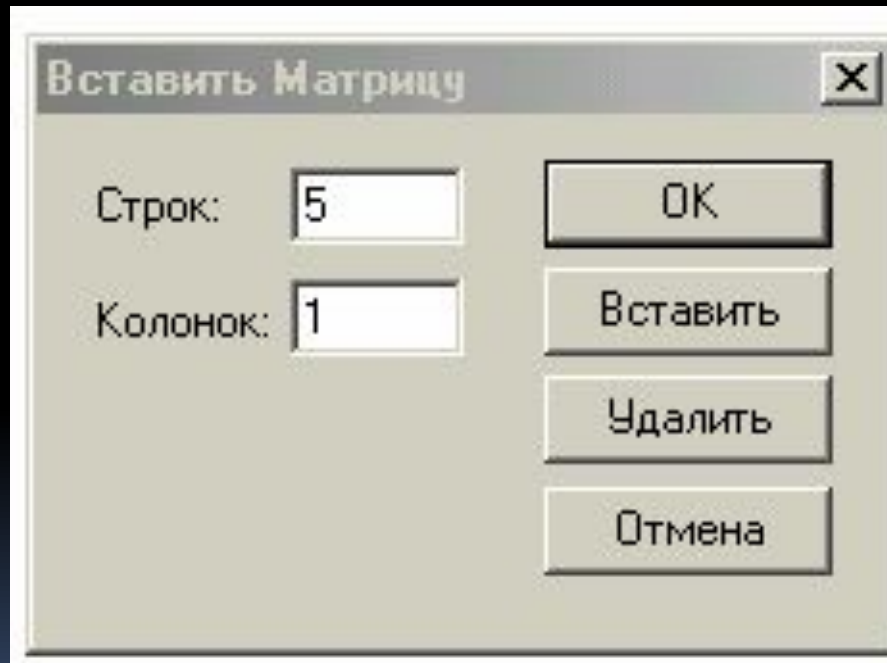 Вставить Матрицу
Строк: 5
OK
Колонок: 1
Вставить
Удалить
Отмена